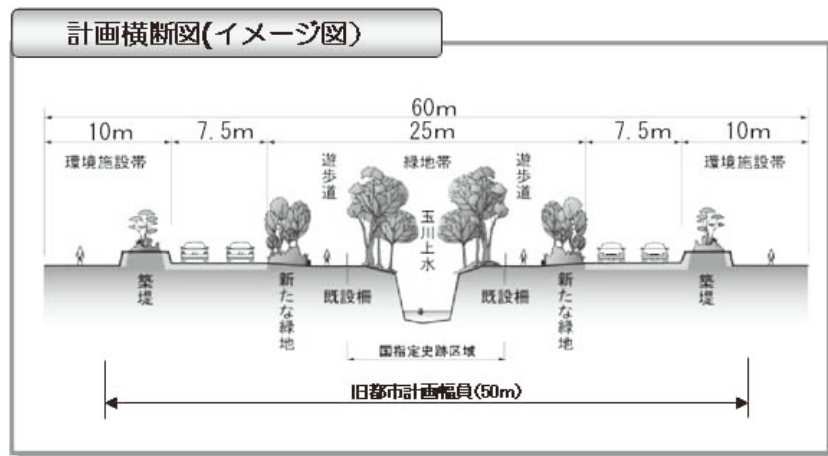 計画横断図(イメージ図)
60m
10m 7.5m 25m 7.5m 10m
環境施設帯 遊歩道 緑地帯 遊歩道 環境施設帯
玉川上水
築堤 新たな緑地 既設柵 既設柵 新たな緑地 築堤
国指定史跡区域
旧都市計画幅員(50m)